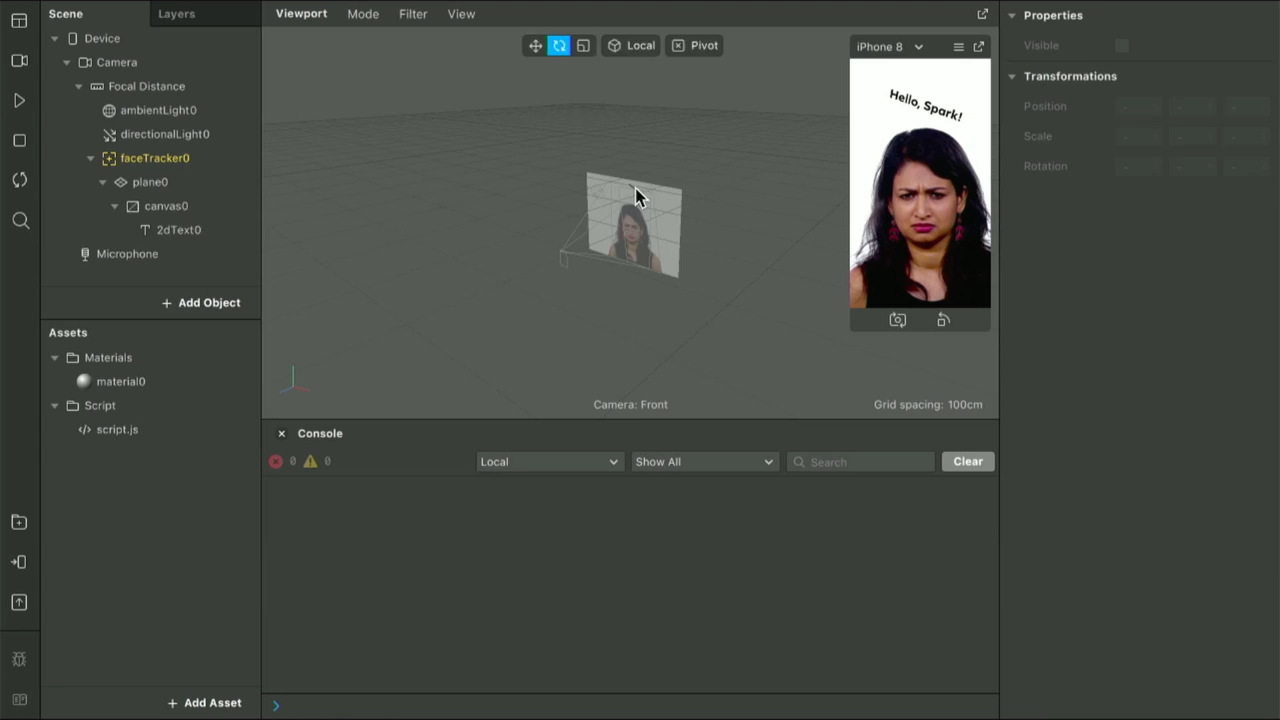 Scene
Layers
Device
Camera
Focal Distance
ambientLight0
directionalLight0
faceTracker0
plane0
canvas0
2dText0
Microphone
+ Add Object
Assets
Materials
material0
Script
script.js
+ Add Asset
Viewport
Mode
Filter
View
Local
Pivot
iPhone 8
Hello, Spark!
Camera: Front
Grid spacing: 100cm
Console
0
0
Local
Show All
Search
Clear
Properties
Visible
Transformations
Position
Scale
Rotation